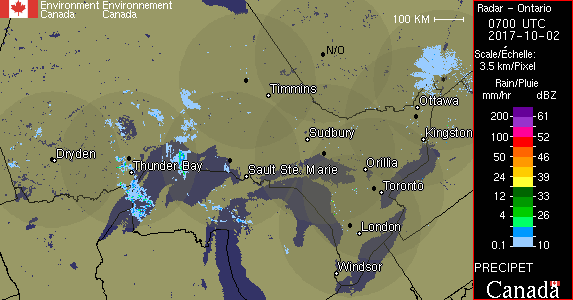 Environment Environnement
Canada Canada
100 KM
N/O
Timmins
Ottawa
Sudbury
Kingston
Dryden
Thunder Bay
Sault Ste. Marie
Orillia
Toronto
London
Windsor
Radar - Ontario
0700 UTC
2017-10-02
Scale/Échelle:
3.5 km/Pixel
Rain/Pluie
mm/hr dBZ
200 61
100 52
50 46
24 39
12 33
4 26
0.1 10
PRECIPET
Canada